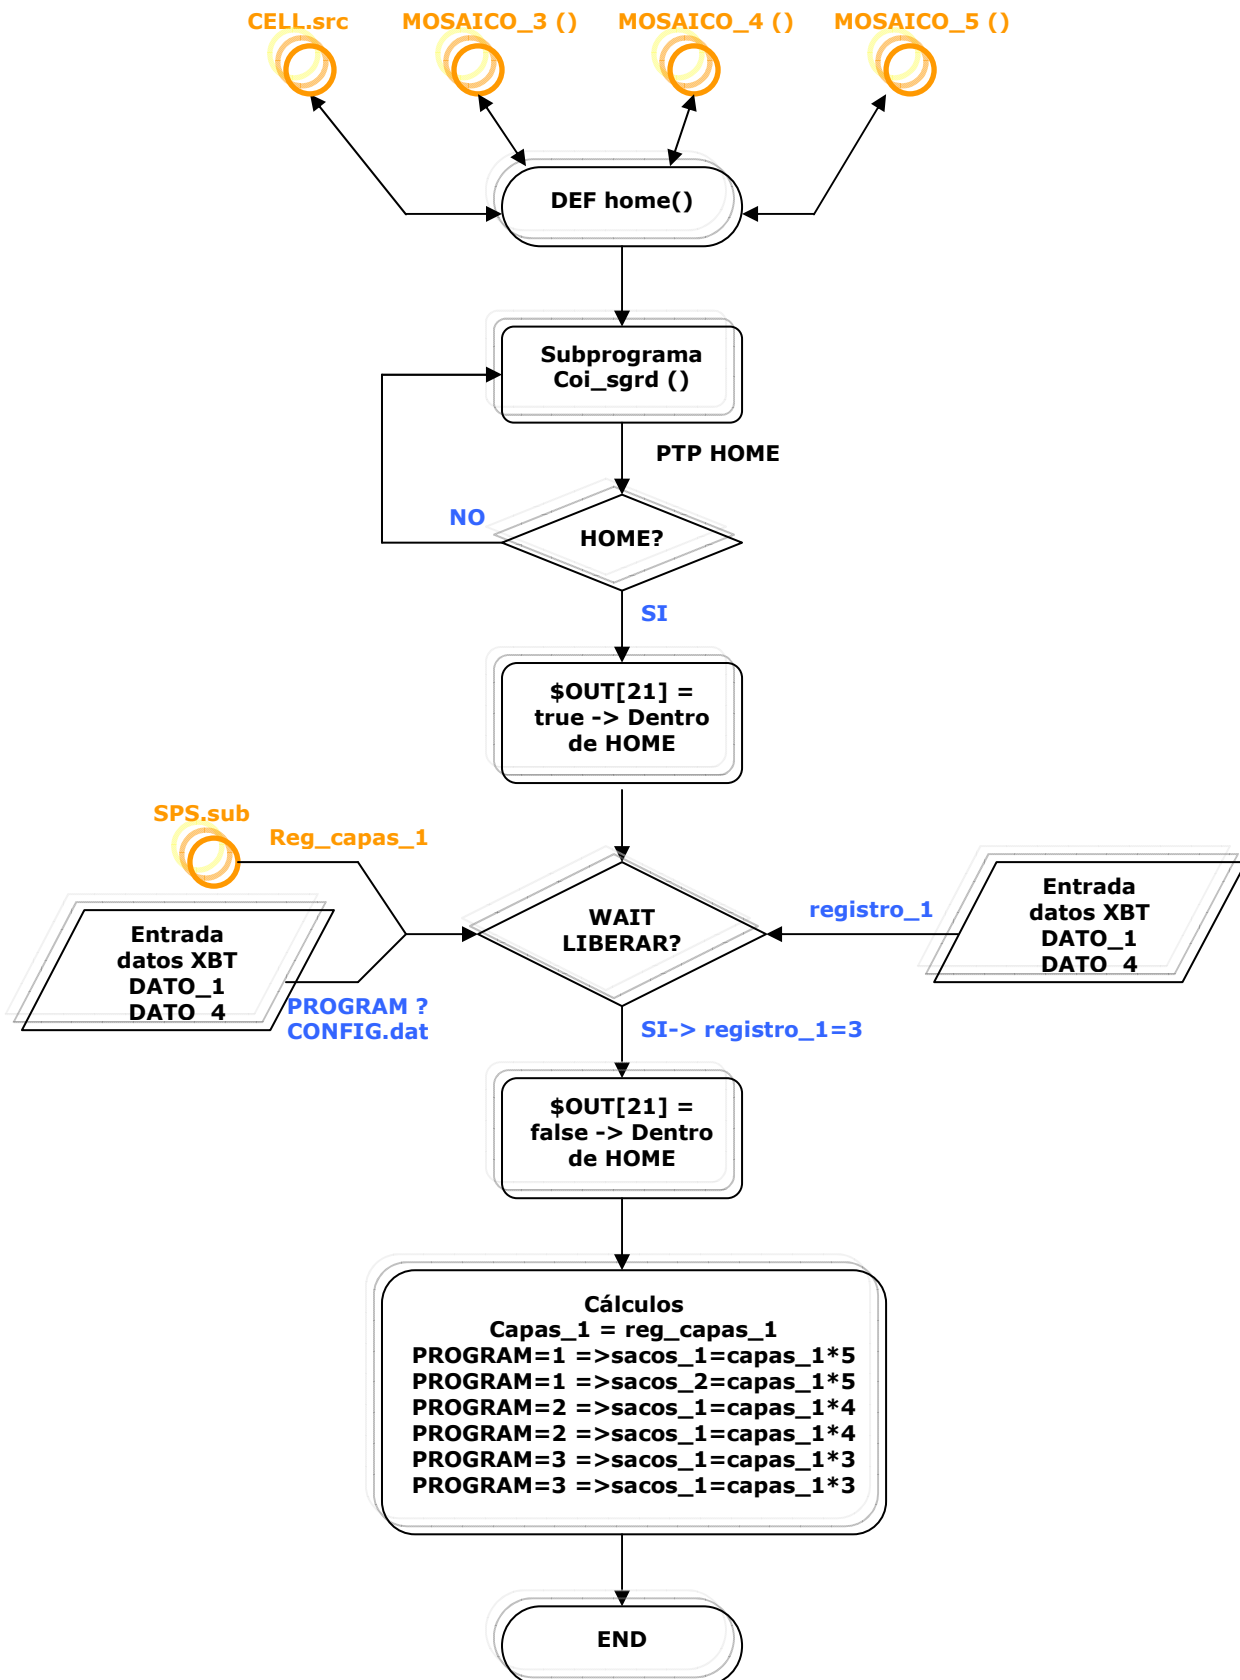 CELL.src
MOSAICO_3 ()
MOSAICO_4 ()
MOSAICO_5 ()
DEF home()
Subprograma
Coi_sgrd ()
PTP HOME
NO
HOME?
SI
$OUT[21] =
true -> Dentro
de HOME
SPS.sub
Reg_capas_1
Entrada
datos XBT
DATO_1
DATO_4
PROGRAM ?
CONFIG.dat
WAIT
LIBERAR?
registro_1
Entrada
datos XBT
DATO_1
DATO_4
SI-> registro_1=3
$OUT[21] =
false -> Dentro
de HOME
Cálculos
Capas_1 = reg_capas_1
PROGRAM=1 =>sacos_1=capas_1*5
PROGRAM=1 =>sacos_2=capas_1*5
PROGRAM=2 =>sacos_1=capas_1*4
PROGRAM=2 =>sacos_1=capas_1*4
PROGRAM=3 =>sacos_1=capas_1*3
PROGRAM=3 =>sacos_1=capas_1*3
END